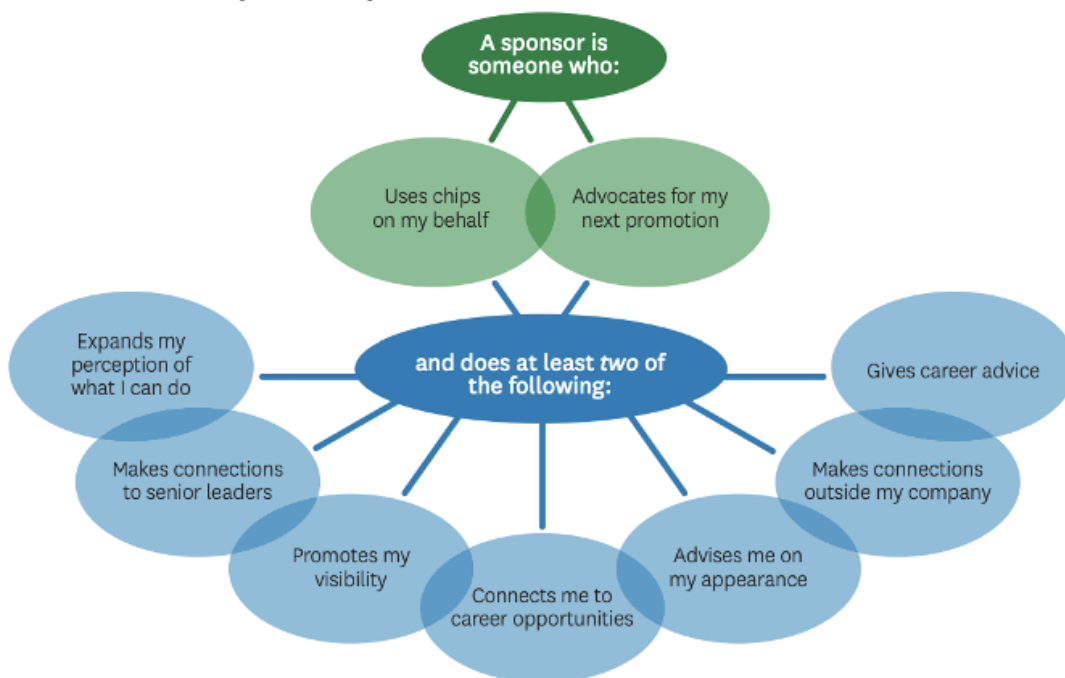 A sponsor is
someone who:
Uses chips
on my behalf
Advocates for my
next promotion
and does at least two of
the following:
Expands my
perception of
what I can do
Makes connections
to senior leaders
Promotes my
visibility
Connects me to
career opportunities
Advises me on
my appearance
Makes connections
outside my company
Gives career advice